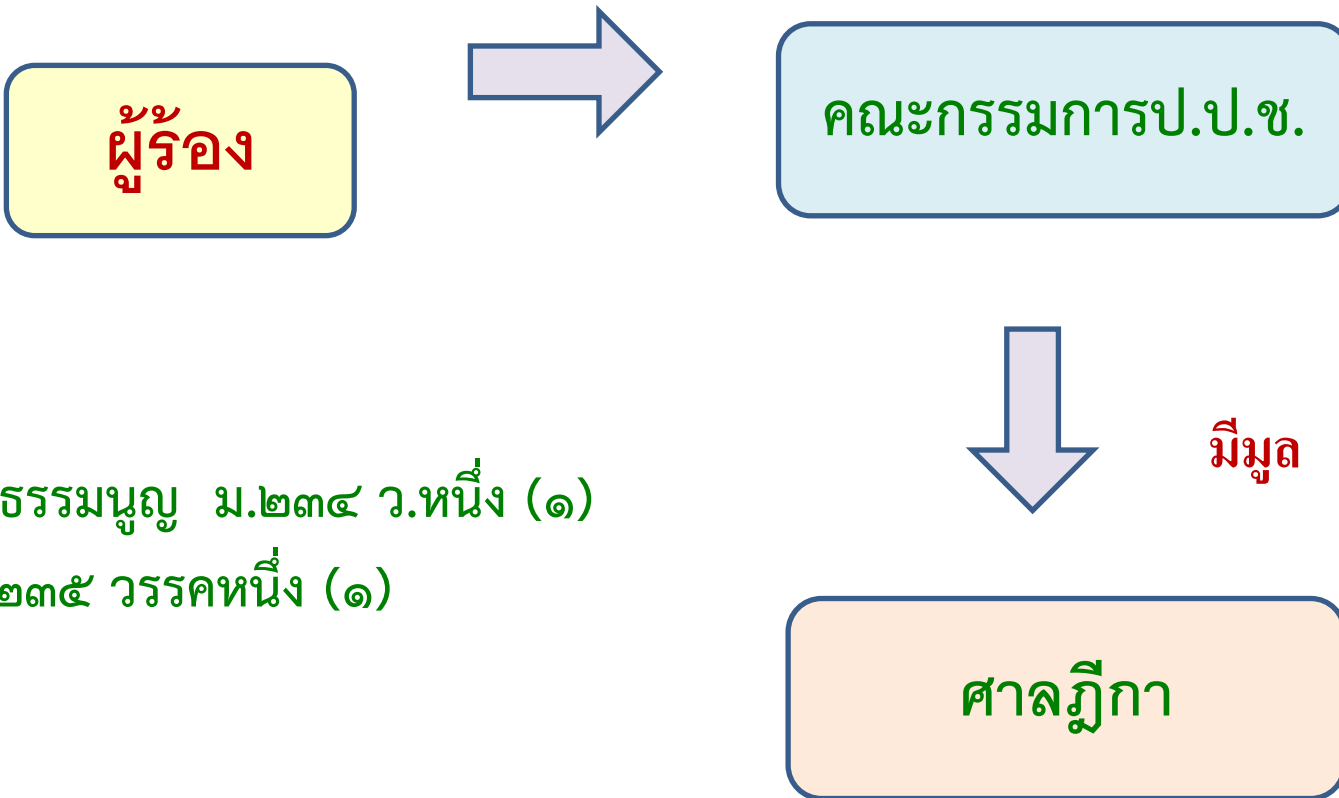 ผู้ร้อง
คณะกรรมการป.ป.ช.
มีมูล
ธรรมนูญ ม.๒๓๔ ว.หนึ่ง (๑)
๒๓๕ วรรคหนึ่ง (๑)
ศาลฎีกา